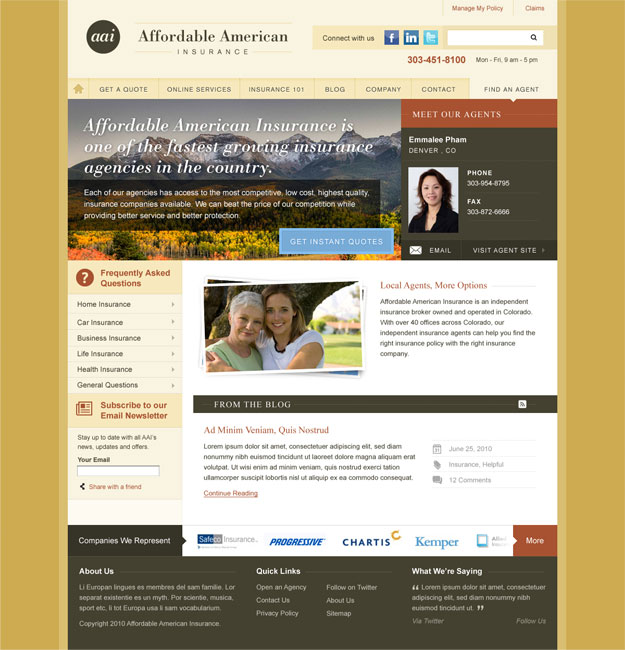 Manage My Policy
Claims
aai
Affordable American
INSURANCE
Connect with us
f
in
t
303-451-8100
Mon - Fri, 9 am - 5 pm
GET A QUOTE
ONLINE SERVICES
INSURANCE 101
BLOG
COMPANY
CONTACT
FIND AN AGENT
Affordable American Insurance is
one of the fastest growing insurance
agencies in the country.
Each of our agencies has access to the most competitive, low cost, highest quality,
insurance companies available. We can beat the price of our competition while
providing better service and better protection.
GET INSTANT QUOTES
MEET OUR AGENTS
Emmalee Pham
DENVER , CO
PHONE
303-954-8795
FAX
303-872-6666
EMAIL
VISIT AGENT SITE
?
Frequently Asked
Questions
Home Insurance
Car Insurance
Business Insurance
Life Insurance
Health Insurance
General Questions
Subscribe to our
Email Newsletter
Stay up to date with all AAI's
news, updates and offers.
Your Email
Share with a friend
Local Agents, More Options
Affordable American Insurance is an independent
insurance broker owned and operated in Colorado.
With over 40 offices across Colorado, our
independent insurance agents can help you find the
right insurance policy with the right insurance
company.
FROM THE BLOG
Ad Minim Veniam, Quis Nostrud
Lorem ipsum dolor sit amet, consectetuer adipiscing elit, sed diam
nonummy nibh euismod tincidunt ut laoreet dolore magna aliquam erat
volutpat. Ut wisi enim ad minim veniam, quis nostrud exerci tation
ullamcorper suscipit lobortis nisl ut aliquip ex ea commodo consequat.
Continue Reading
June 25, 2010
Insurance, Helpful
12 Comments
Companies We Represent
Safeco Insurance
PROGRESSIVE
CHARTIS
Kemper
More
About Us
Li Europan lingues es membres del sam familie. Lor
separat existentie es un myth. Por scientie, musica,
sport etc, li tot Europa usa li sam vocabularium.
Copyright 2010 Affordable American Insurance.
Quick Links
Open an Agency
Contact Us
Privacy Policy
Follow on Twitter
About Us
Sitemap
What We're Saying
“ Lorem ipsum dolor sit amet, consectetuer
adipiscing elit, sed diam nonummy nibh
euismod tincidunt. ”
Via Twitter
Follow Us